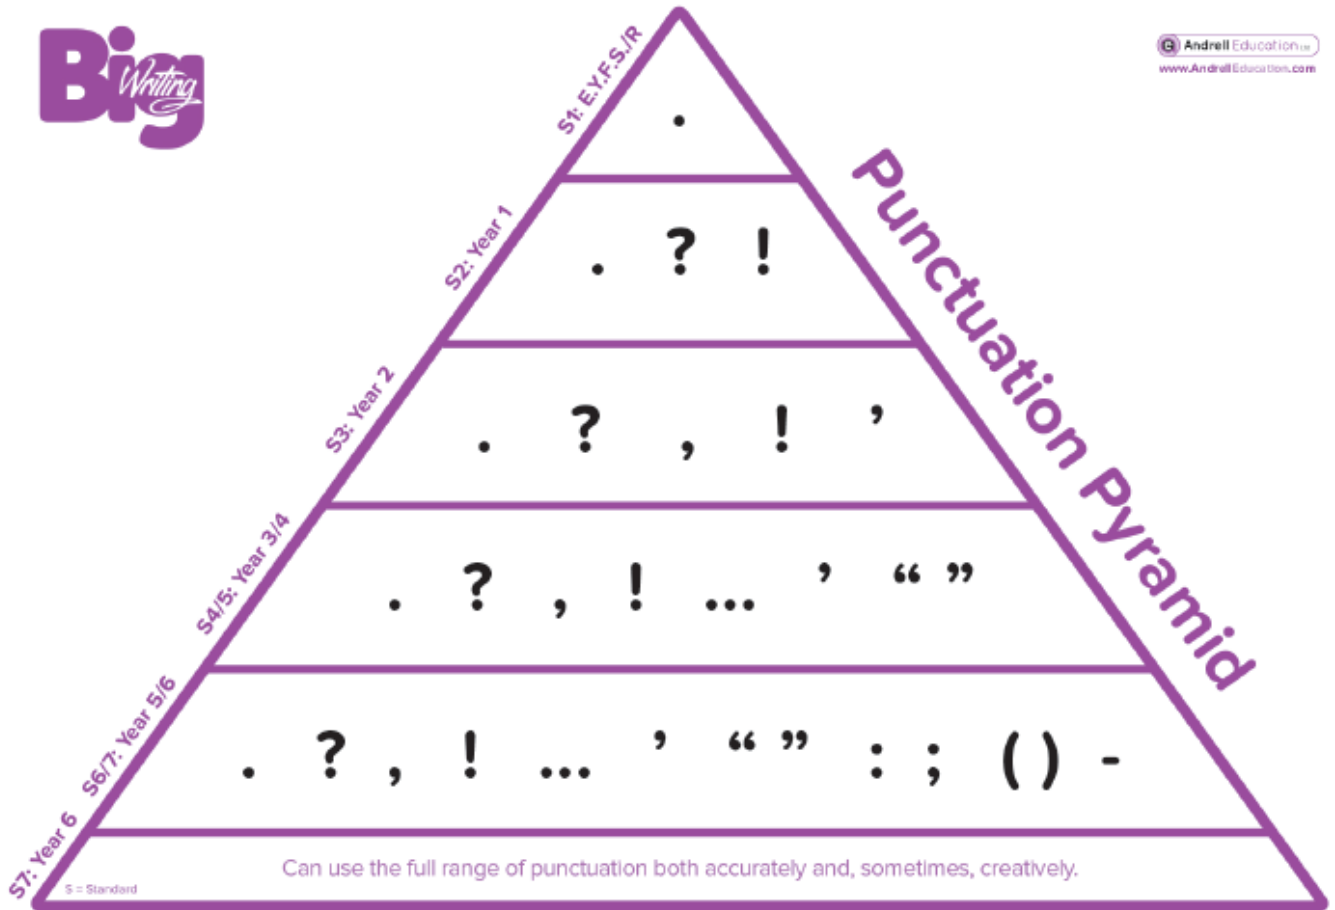 Big Writing
Andrell Education Ltd
www.AndrellEducation.com
Punctuation Pyramid
S1: E.Y.F.S./R
.
S2: Year 1
. ? !
S3: Year 2
. ? , ! ’
S4/5: Year 3/4
. ? , ! ... ’ “ ”
S6/7: Year 5/6
. ? , ! ... ’ “ ” : ; ( ) -
S7: Year 6
Can use the full range of punctuation both accurately and, sometimes, creatively.
S = Standard